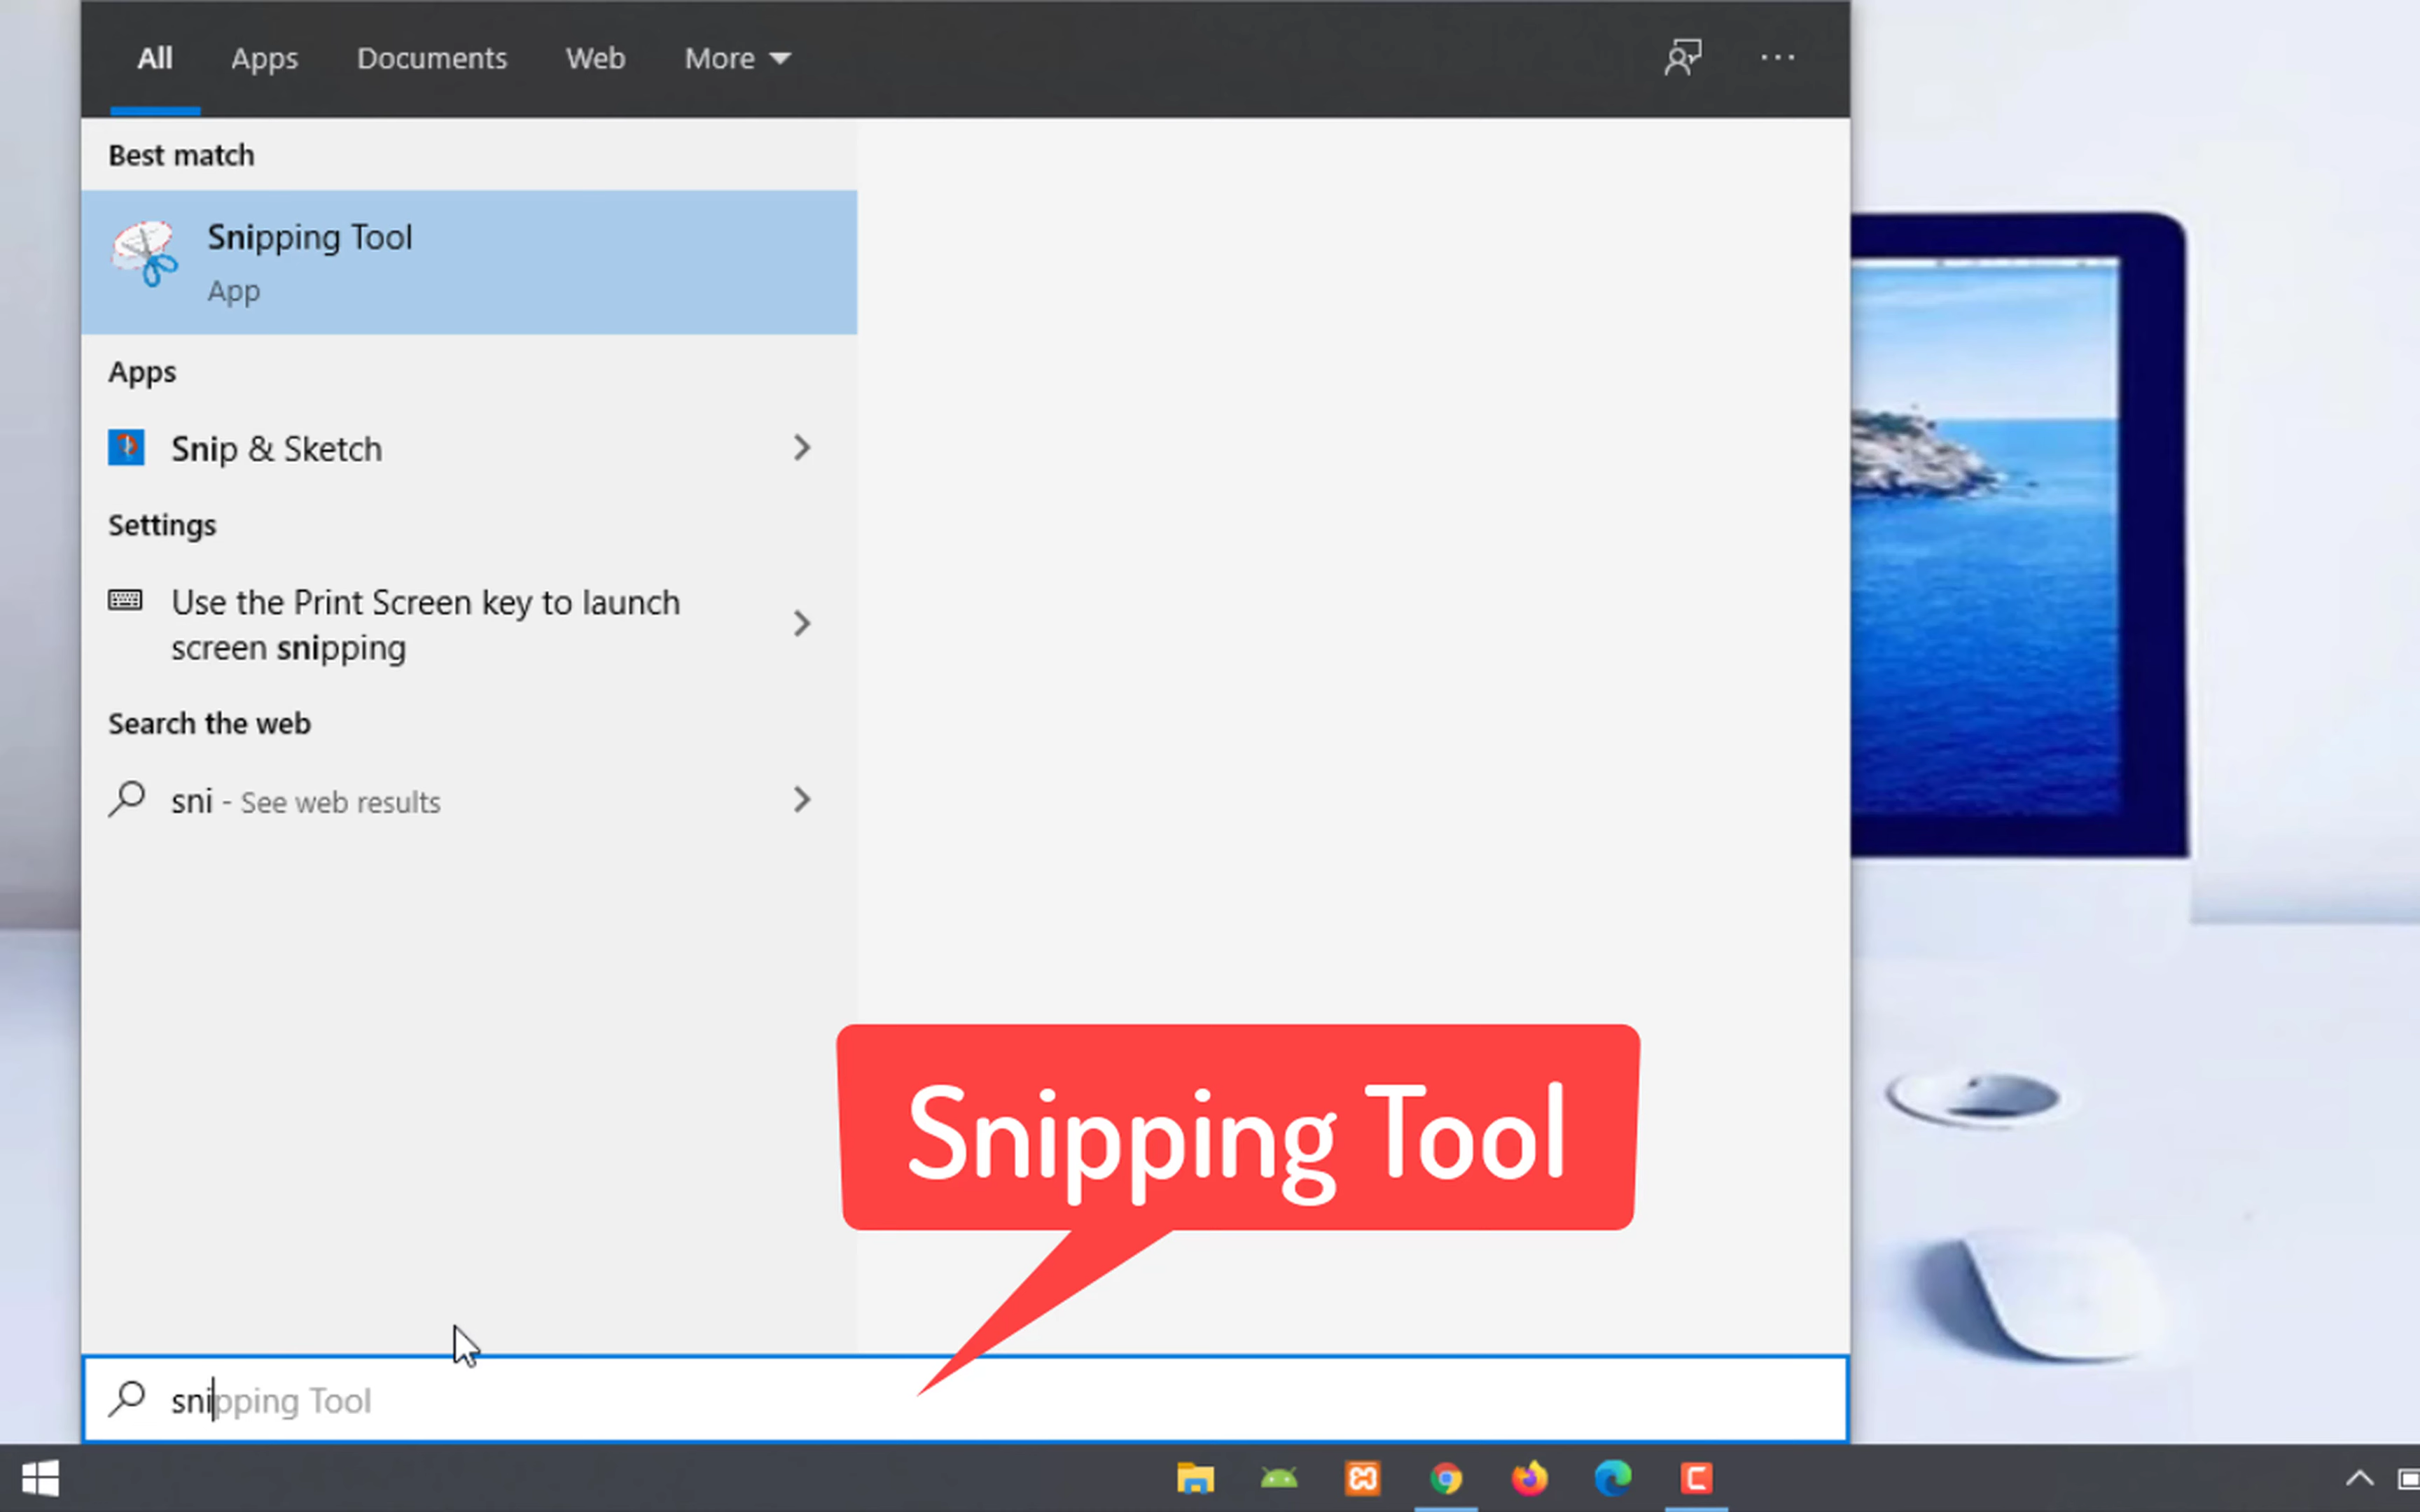 All Apps Documents Web More
Best match
Snipping Tool
App
Apps
Snip & Sketch
Settings
Use the Print Screen key to launch
screen snipping
Search the web
sni - See web results
Snipping Tool
snipping Tool